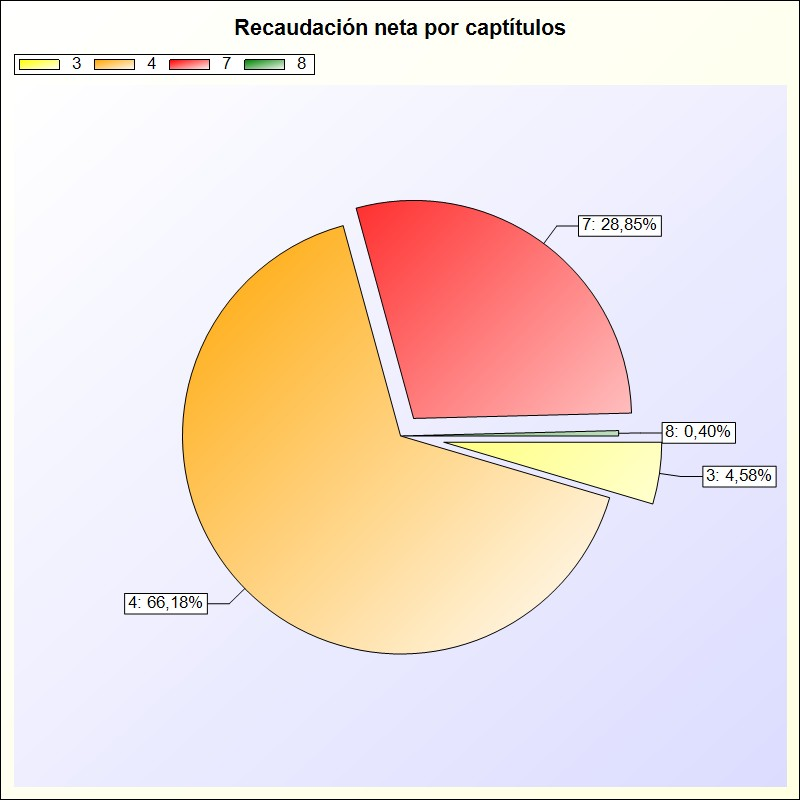 Recaudación neta por captítulos
3 4 7 8
7: 28,85%
8: 0,40%
3: 4,58%
4: 66,18%